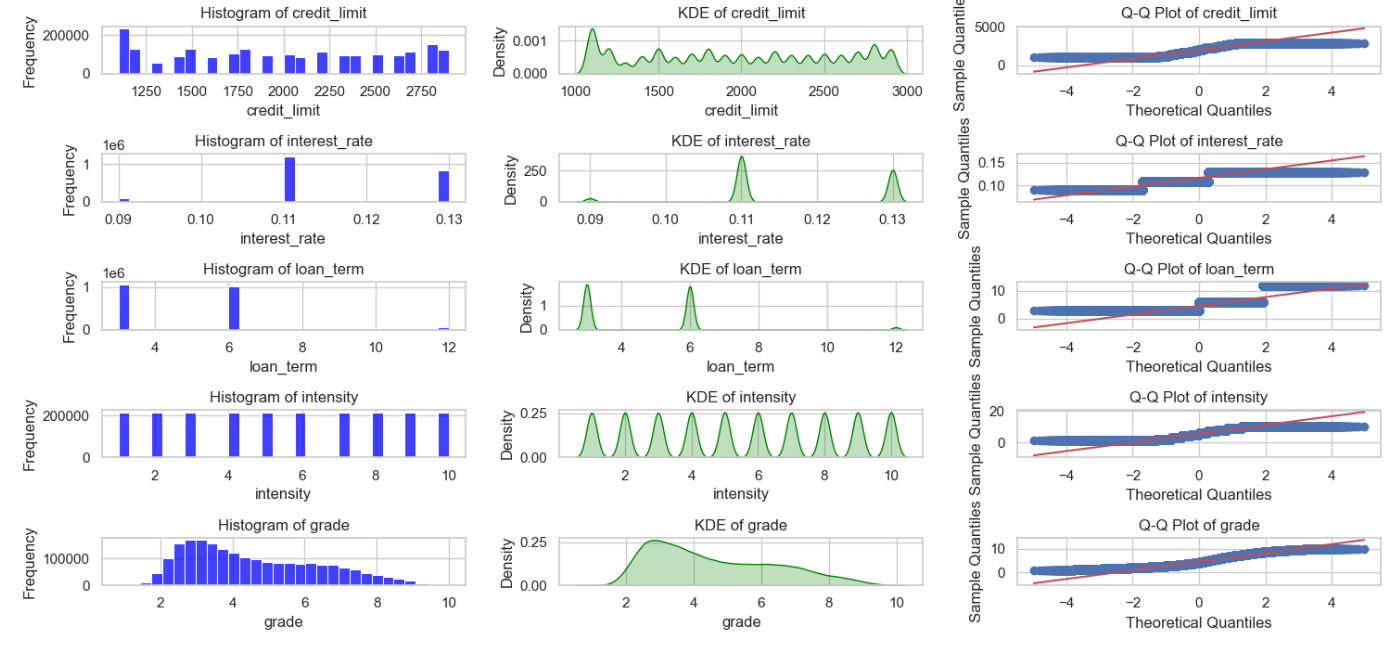 Histogram of credit_limit
Frequency
200000
0
1250 1500 1750 2000 2250 2500 2750
credit_limit
KDE of credit_limit
Density
0.001
0.000
1000 1500 2000 2500 3000
credit_limit
Q-Q Plot of credit_limit
Sample Quantiles
5000
0
−4 −2 0 2 4
Theoretical Quantiles
Histogram of interest_rate
1e6
Frequency
1
0
0.09 0.10 0.11 0.12 0.13
interest_rate
KDE of interest_rate
Density
250
0
0.09 0.10 0.11 0.12 0.13
interest_rate
Q-Q Plot of interest_rate
Sample Quantiles
0.15
0.10
−4 −2 0 2 4
Theoretical Quantiles
Histogram of loan_term
1e6
Frequency
1
0
4 6 8 10 12
loan_term
KDE of loan_term
Density
1
0
4 6 8 10 12
loan_term
Q-Q Plot of loan_term
Sample Quantiles
10
0
−4 −2 0 2 4
Theoretical Quantiles
Histogram of intensity
Frequency
200000
0
2 4 6 8 10
intensity
KDE of intensity
Density
0.25
0.00
2 4 6 8 10
intensity
Q-Q Plot of intensity
Sample Quantiles
20
0
−4 −2 0 2 4
Theoretical Quantiles
Histogram of grade
Frequency
100000
0
2 4 6 8 10
grade
KDE of grade
Density
0.25
0.00
2 4 6 8 10
grade
Q-Q Plot of grade
Sample Quantiles
10
0
−4 −2 0 2 4
Theoretical Quantiles